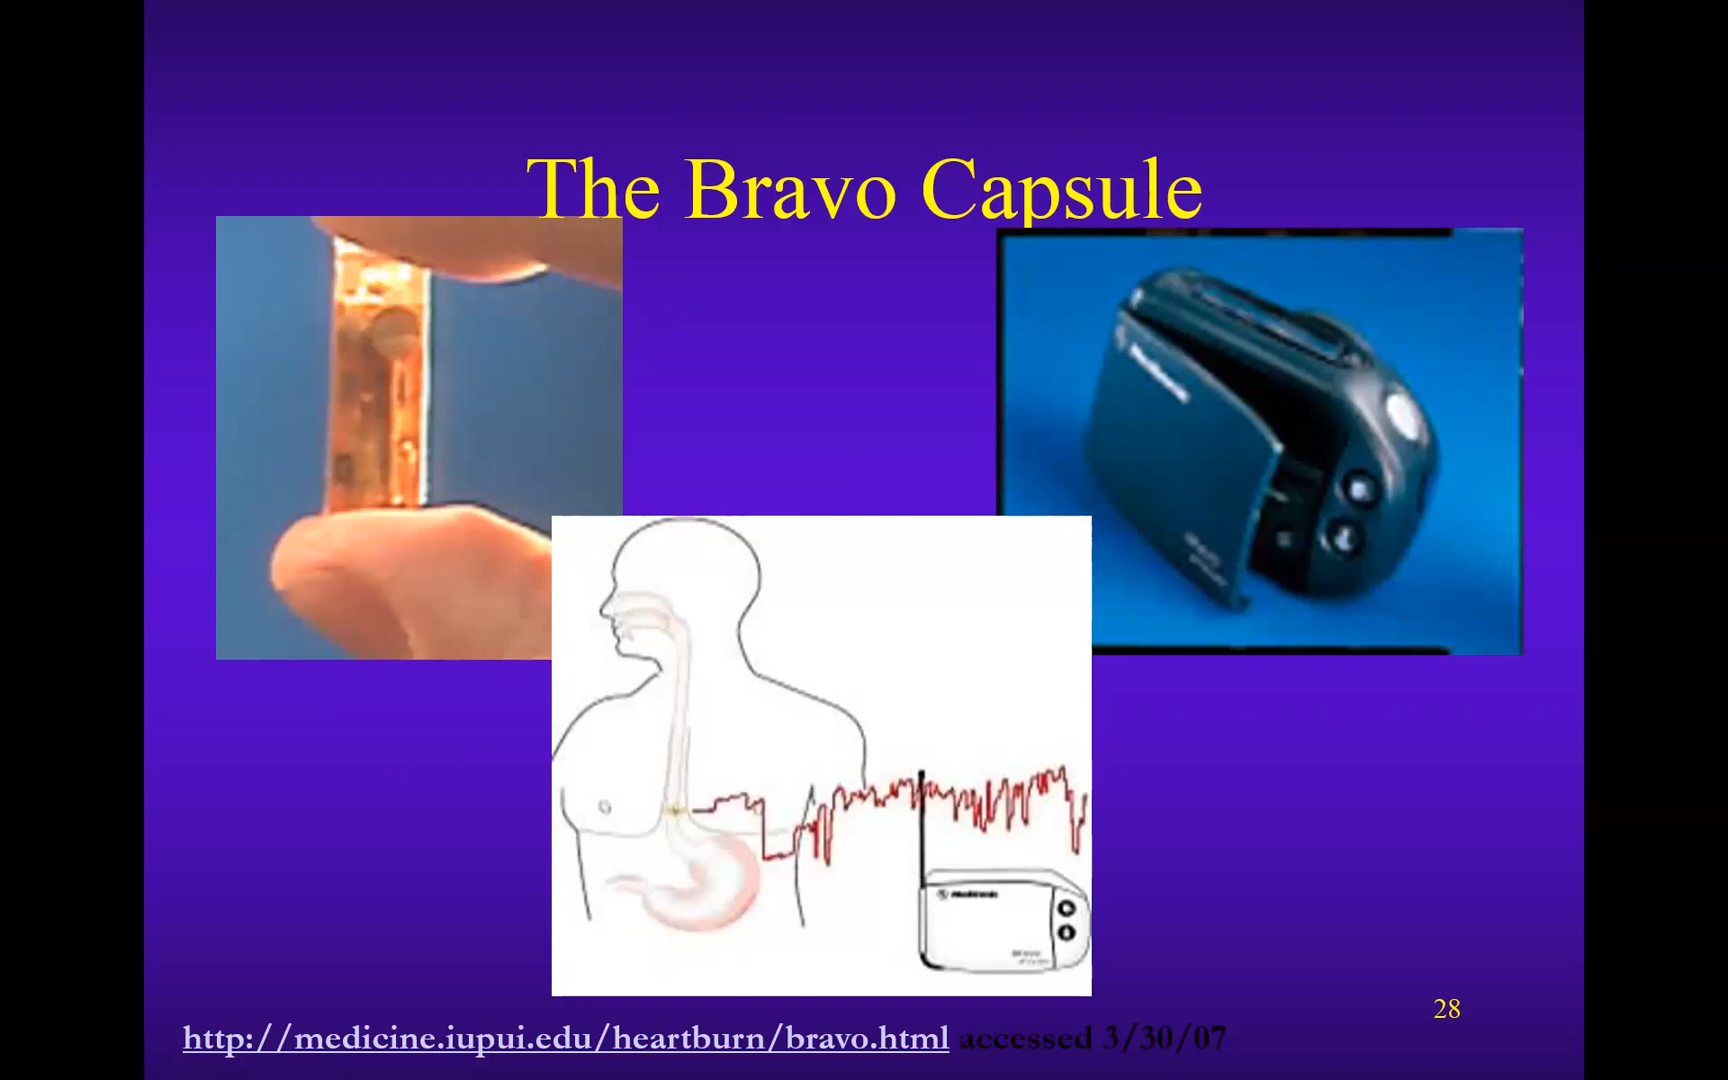 The Bravo Capsule
28
http://medicine.iupui.edu/heartburn/bravo.html accessed 3/30/07